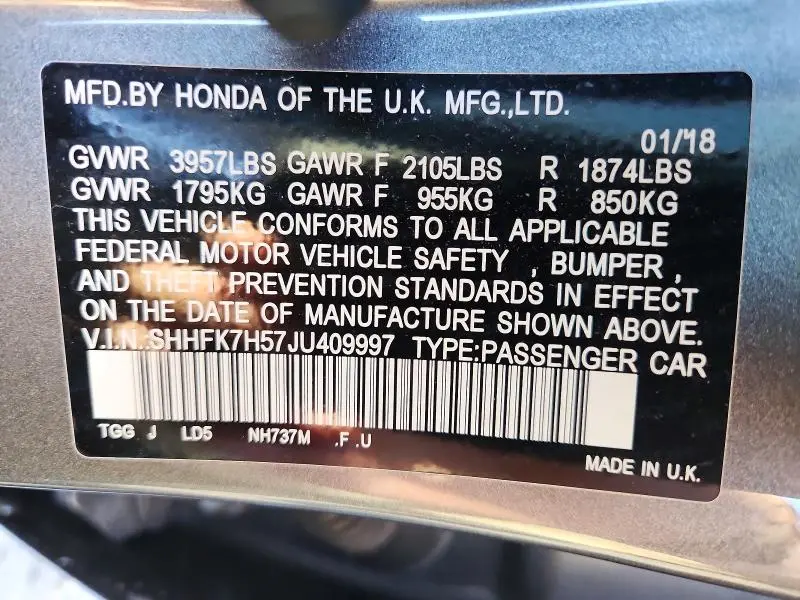 MFD.BY HONDA OF THE U.K. MFG.,LTD.
01/18
GVWR 3957LBS GAWR F 2105LBS R 1874LBS
GVWR 1795KG GAWR F 955KG R 850KG
THIS VEHICLE CONFORMS TO ALL APPLICABLE
FEDERAL MOTOR VEHICLE SAFETY , BUMPER ,
AND THEFT PREVENTION STANDARDS IN EFFECT
ON THE DATE OF MANUFACTURE SHOWN ABOVE.
V.I.N.:SHHFK7H57JU409997 TYPE:PASSENGER CAR
TGG J LD5 NH737M .F .U
MADE IN U.K.